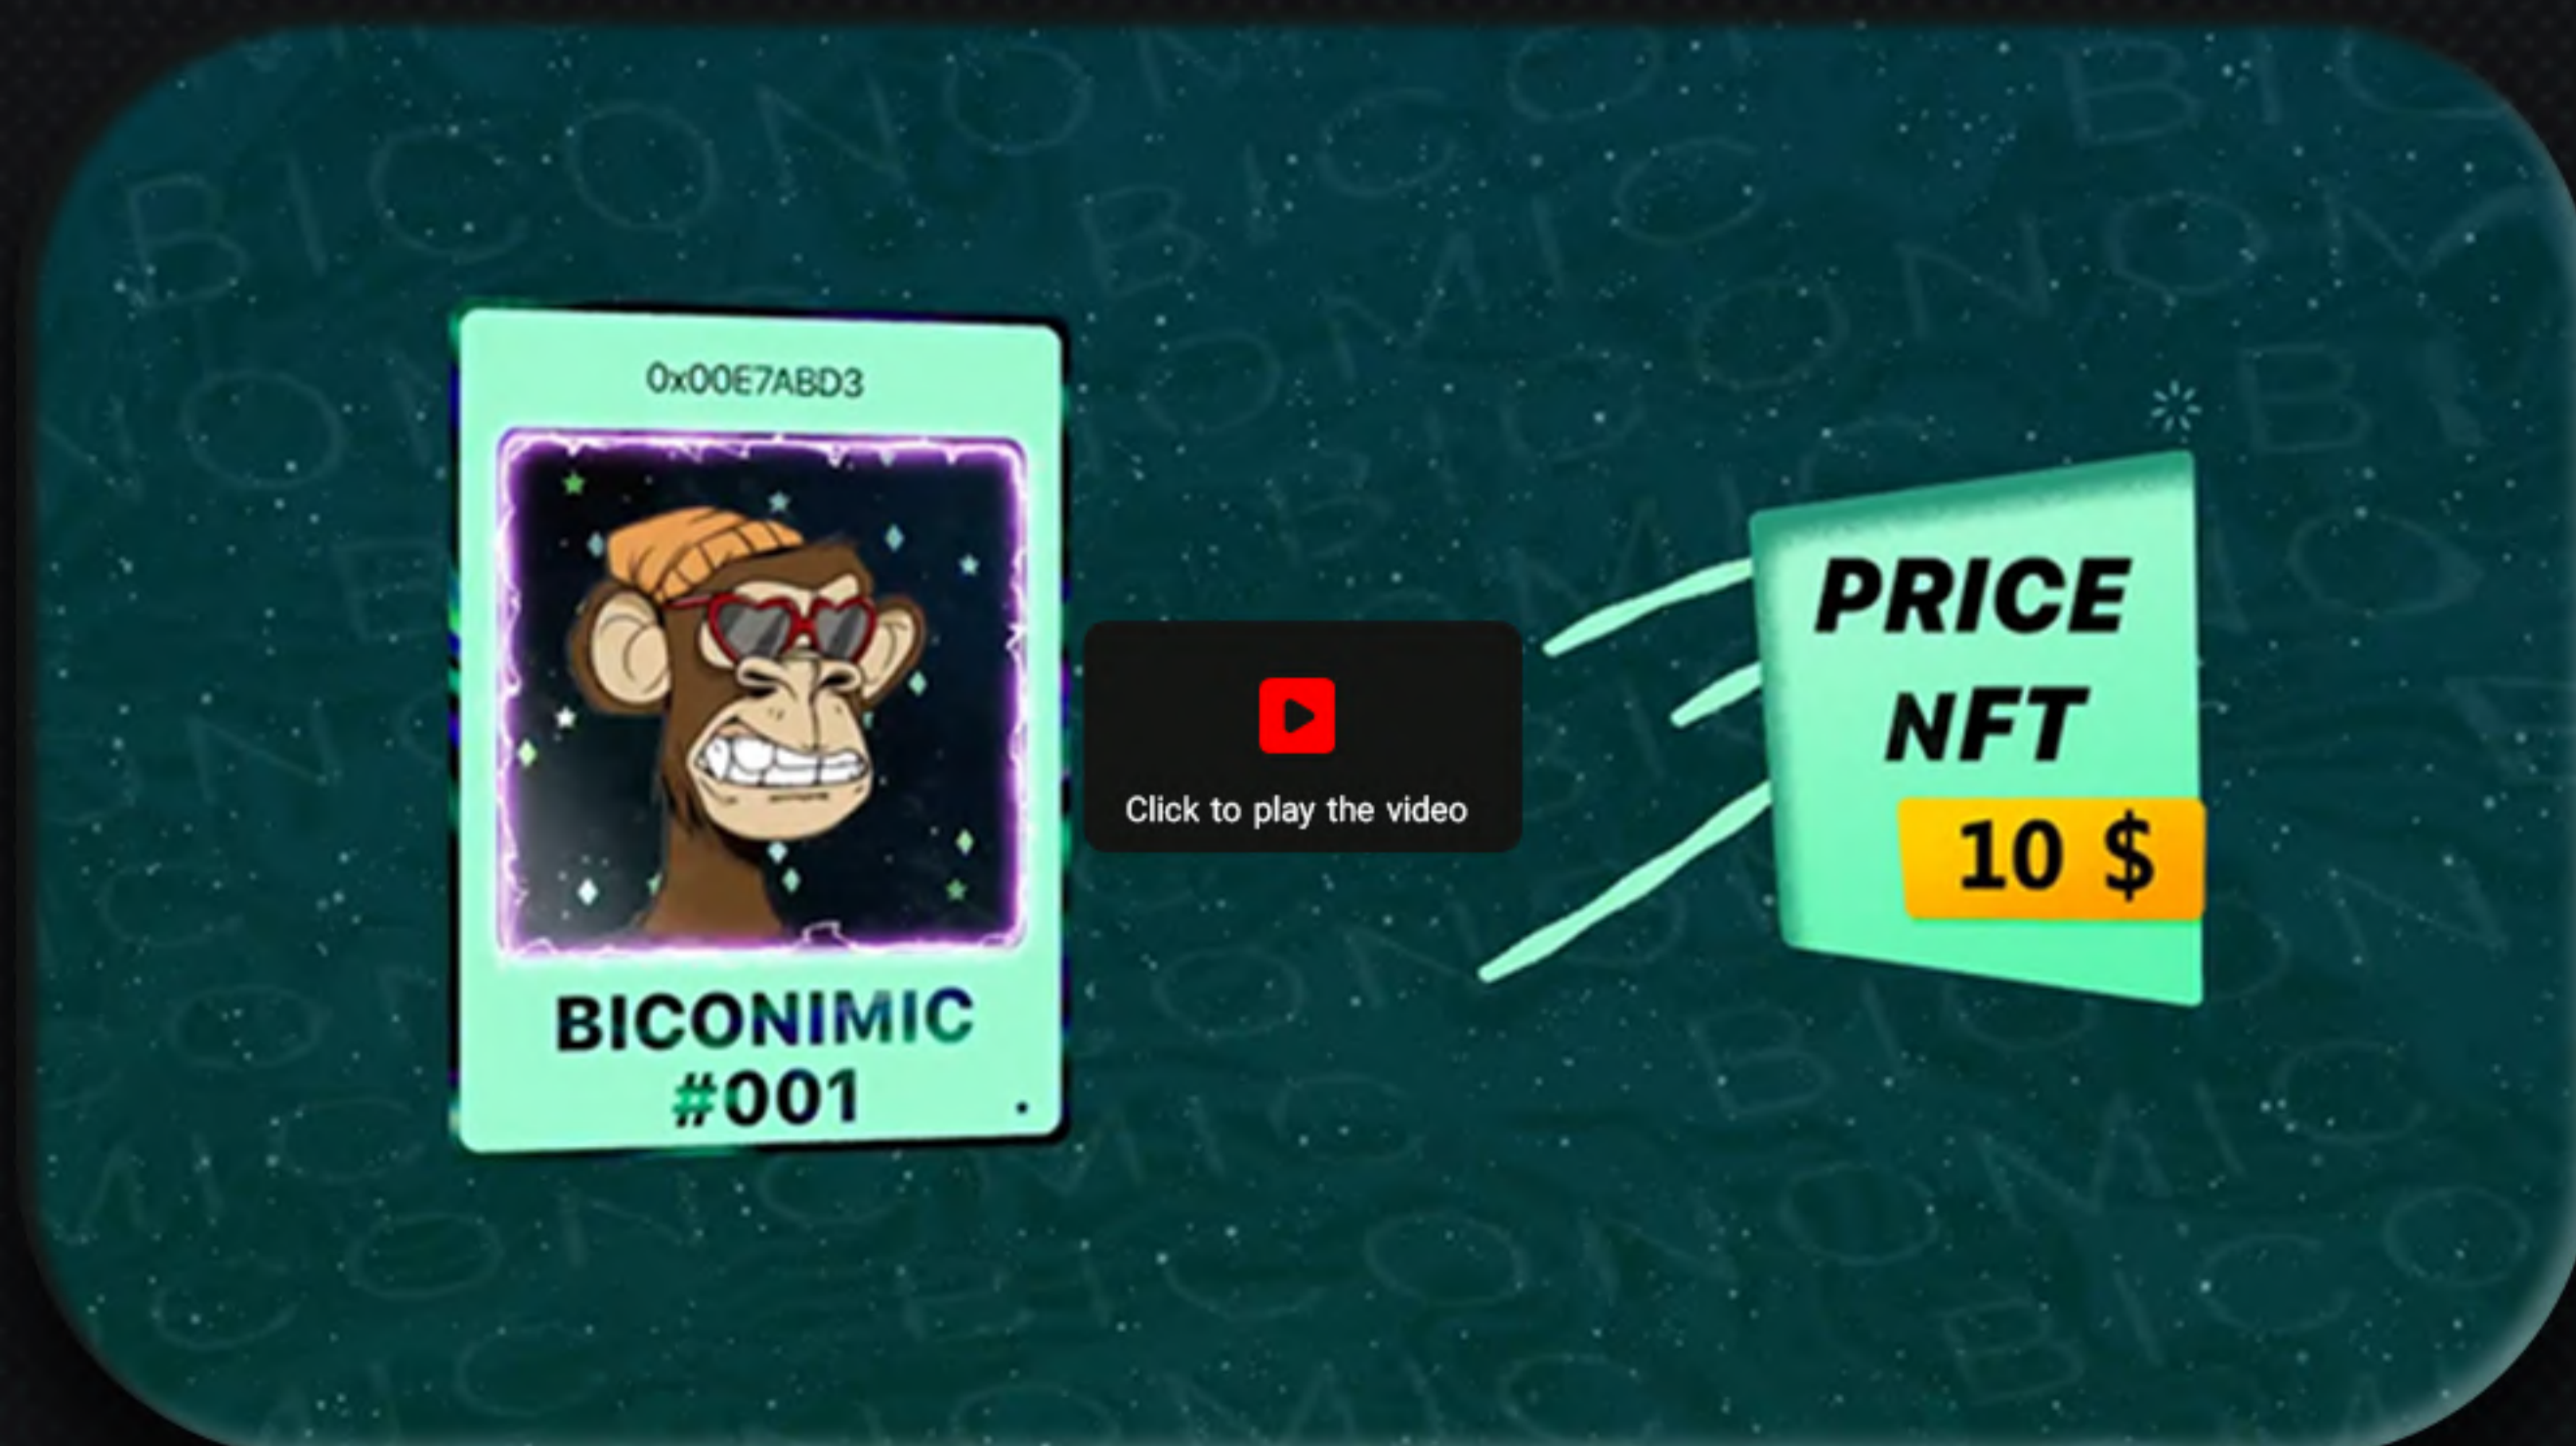 0x00E7ABD3
BICONIMIC
#001
Click to play the video
PRICE
NFT
10 $